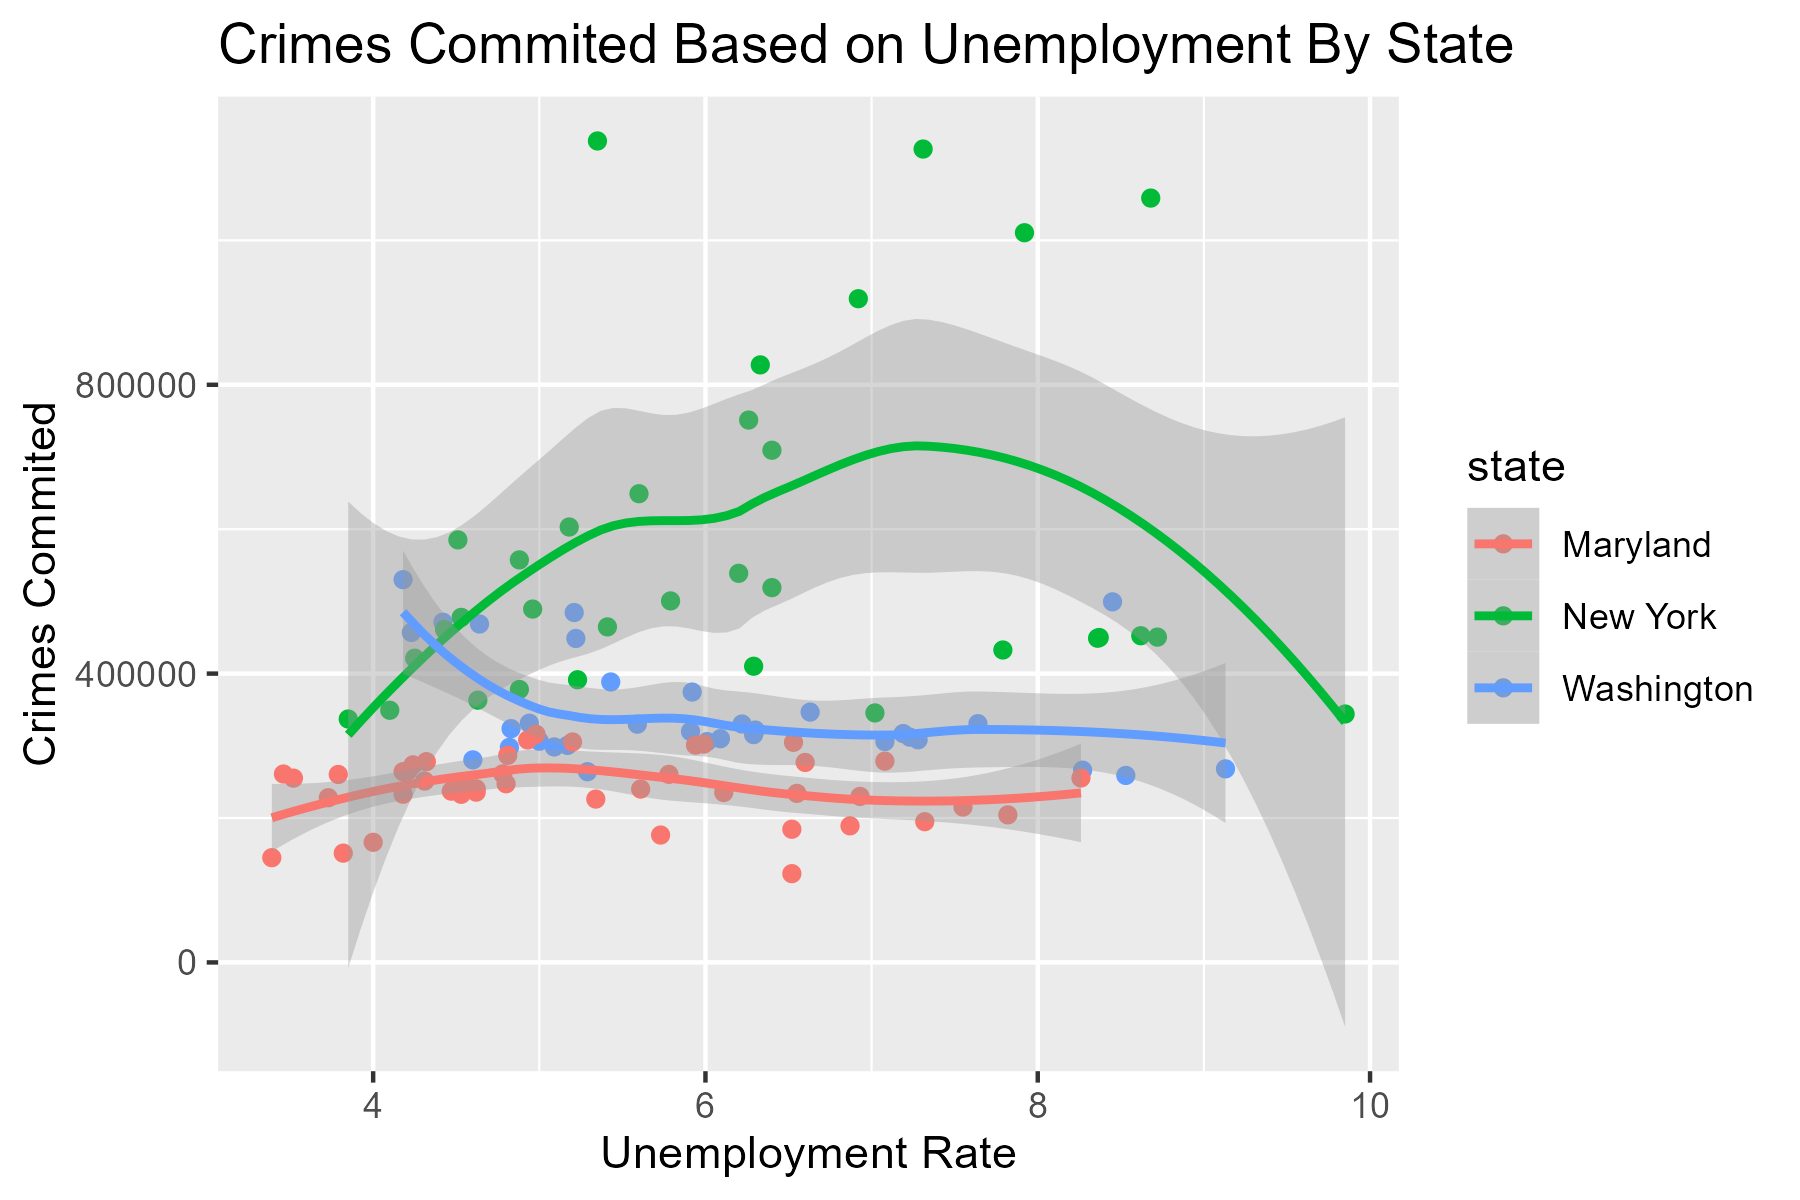 Crimes Commited Based on Unemployment By State
Crimes Committed
800000
400000
0
4
6
8
10
Unemployment Rate
state
Maryland
New York
Washington